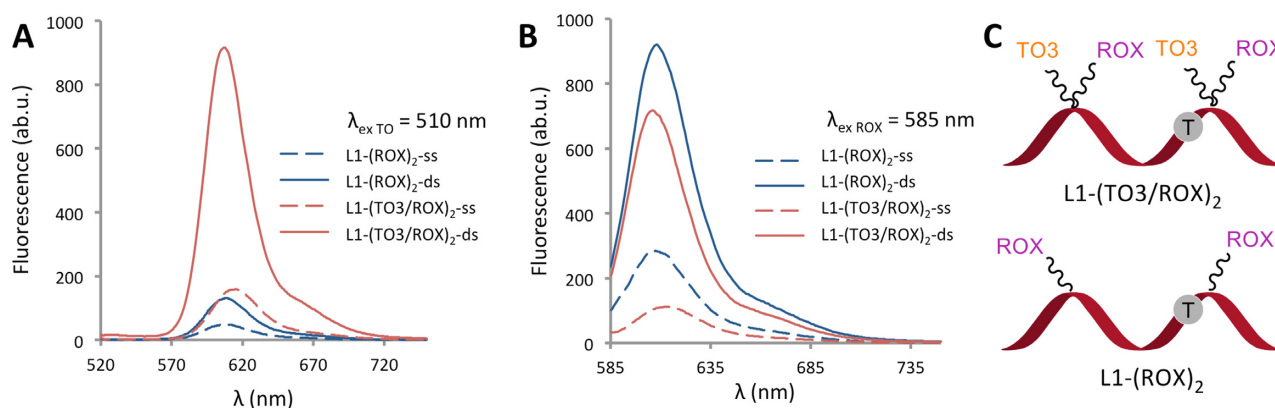 A
1000
800
600
400
200
0
Fluorescence (ab.u.)
520 570 620 670 720
λ (nm)
λex TO = 510 nm
L1-(ROX)2-ss
L1-(ROX)2-ds
L1-(TO3/ROX)2-ss
L1-(TO3/ROX)2-ds
B
1000
800
600
400
200
0
Fluorescence (ab.u.)
585 635 685 735
λ (nm)
λex ROX = 585 nm
L1-(ROX)2-ss
L1-(ROX)2-ds
L1-(TO3/ROX)2-ss
L1-(TO3/ROX)2-ds
C
TO3 ROX TO3 ROX
T
L1-(TO3/ROX)2
ROX ROX
T
L1-(ROX)2